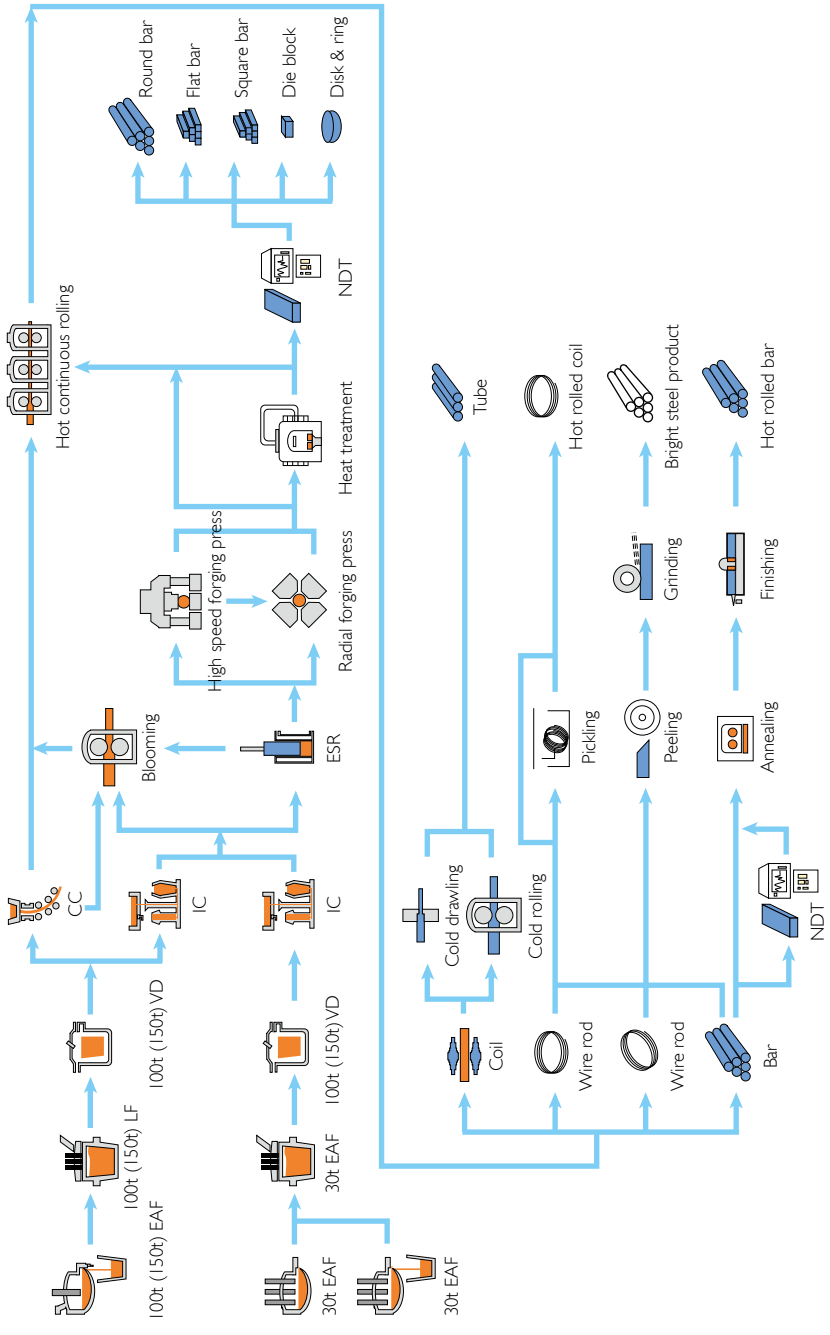 100t (150t) EAF
100t (150t) LF
100t (150t) VD
CC
IC
Blooming
Hot continuous rolling
30t EAF
30t EAF
30t EAF
100t (150t) VD
IC
ESR
High speed forging press
Radial forging press
Heat treatment
NDT
Round bar
Flat bar
Square bar
Die block
Disk & ring
Coil
Cold drawling
Cold rolling
Tube
Wire rod
Pickling
Hot rolled coil
Wire rod
Peeling
Grinding
Bright steel product
Bar
NDT
Annealing
Finishing
Hot rolled bar